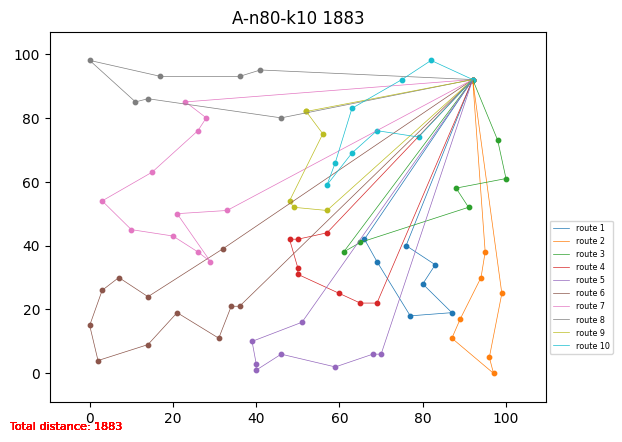 A-n80-k10 1883
100
80
60
40
20
0
0 20 40 60 80 100
route 1
route 2
route 3
route 4
route 5
route 6
route 7
route 8
route 9
route 10
Total distance: 1883